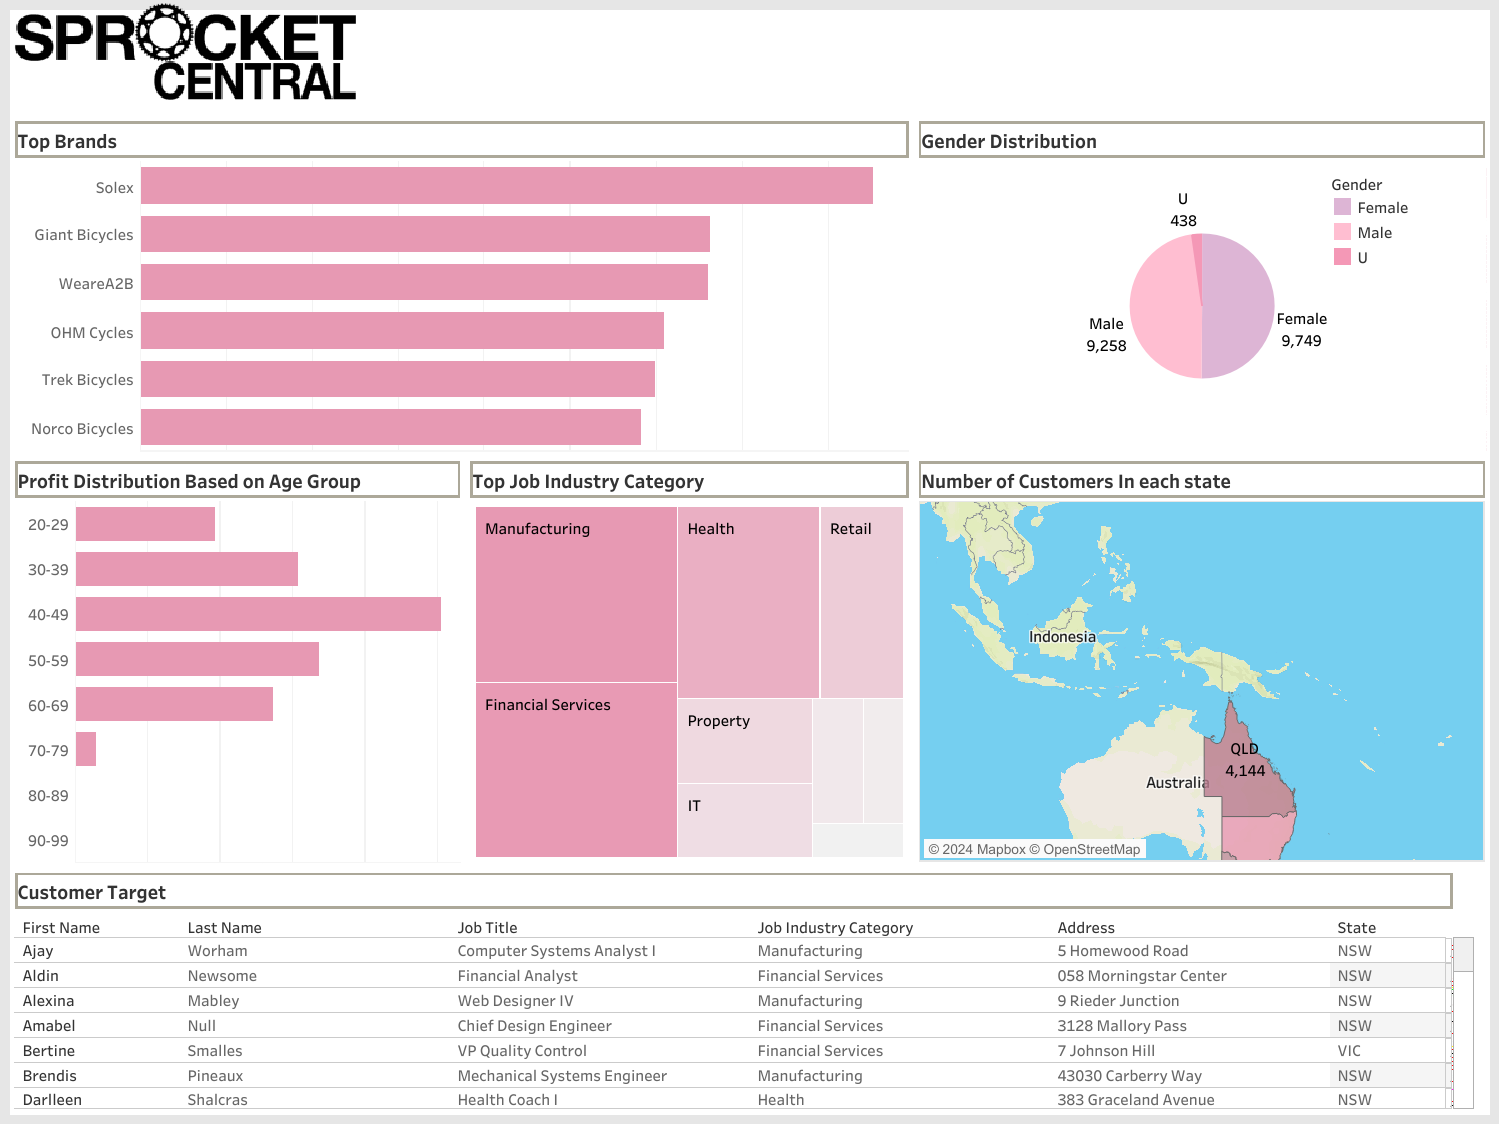 SPROCKET
CENTRAL
Top Brands
Solex
Giant Bicycles
WeareA2B
OHM Cycles
Trek Bicycles
Norco Bicycles
Gender Distribution
Gender
Female
Male
U
U
438
Male
9,258
Female
9,749
Profit Distribution Based on Age Group
20-29
30-39
40-49
50-59
60-69
70-79
80-89
90-99
Top Job Industry Category
Manufacturing
Health
Retail
Financial Services
Property
IT
Number of Customers In each state
Indonesia
QLD
4,144
Australia
© 2024 Mapbox © OpenStreetMap
Customer Target
First Name Last Name Job Title Job Industry Category Address State
Ajay Worham Computer Systems Analyst I Manufacturing 5 Homewood Road NSW
Aldin Newsome Financial Analyst Financial Services 058 Morningstar Center NSW
Alexina Mabley Web Designer IV Manufacturing 9 Rieder Junction NSW
Amabel Null Chief Design Engineer Financial Services 3128 Mallory Pass NSW
Bertine Smalles VP Quality Control Financial Services 7 Johnson Hill VIC
Brendis Pineaux Mechanical Systems Engineer Manufacturing 43030 Carberry Way NSW
Darlleen Shalcras Health Coach I Health 383 Graceland Avenue NSW